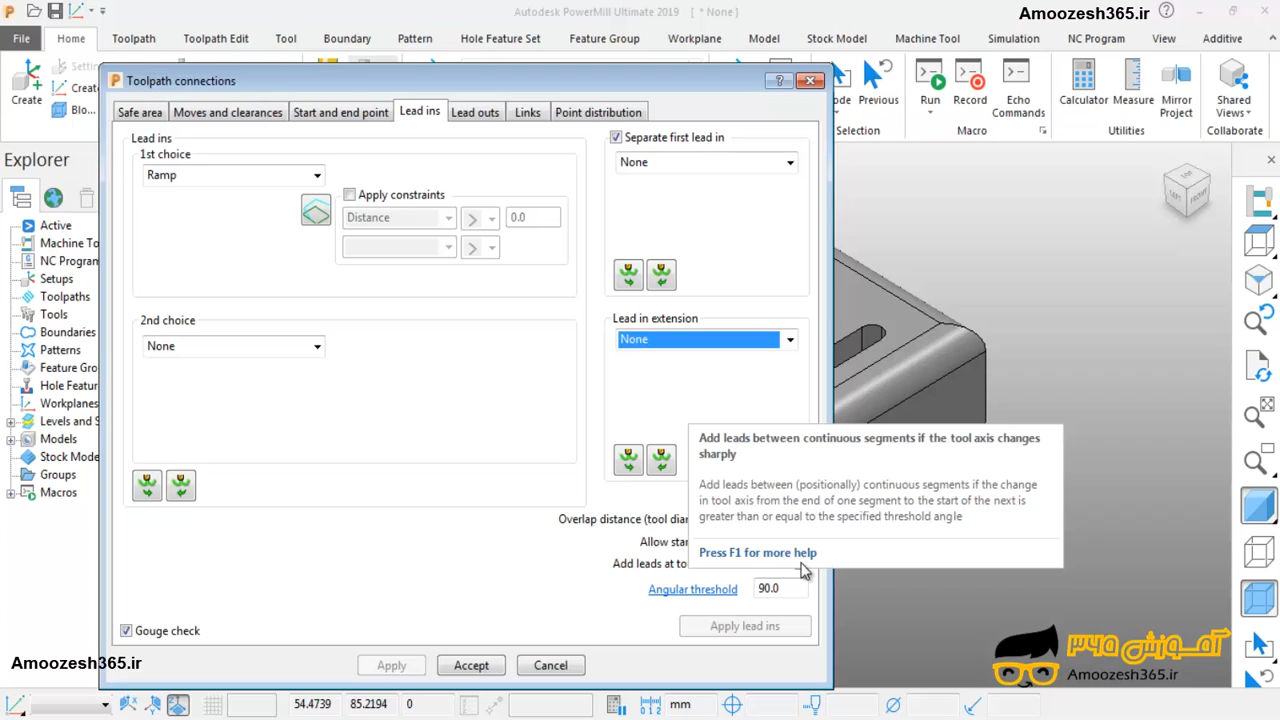 Autodesk PowerMill Ultimate 2019 [ * None ]
Amoozesh365.ir
File
Home
Toolpath
Toolpath Edit
Tool
Boundary
Pattern
Hole Feature Set
Feature Group
Workplane
Model
Stock Model
Machine Tool
Simulation
NC Program
View
Additive
Create
Setting
Create
Blo...
Previous
Selection
Run
Record
Echo
Commands
Macro
Calculator
Measure
Mirror
Project
Utilities
Shared
Views
Collaborate
Explorer
Active
Machine To
NC Program
Setups
Toolpaths
Tools
Boundaries
Patterns
Feature Gro
Hole Featur
Workplanes
Levels and S
Models
Stock Mode
Groups
Macros
Toolpath connections
Safe area
Moves and clearances
Start and end point
Lead ins
Lead outs
Links
Point distribution
Lead ins
1st choice
Ramp
Apply constraints
Distance
0.0
2nd choice
None
Separate first lead in
None
Lead in extension
None
Overlap distance (tool diar
Allow star
Add leads at to
Angular threshold
90.0
Apply lead ins
Gouge check
Apply
Accept
Cancel
Add leads between continuous segments if the tool axis changes
sharply
Add leads between (positionally) continuous segments if the change
in tool axis from the end of one segment to the start of the next is
greater than or equal to the specified threshold angle
Press F1 for more help
Amoozesh365.ir
آموزش ۳۶۵
Amoozesh365.ir
54.4739
85.2194
0
mm